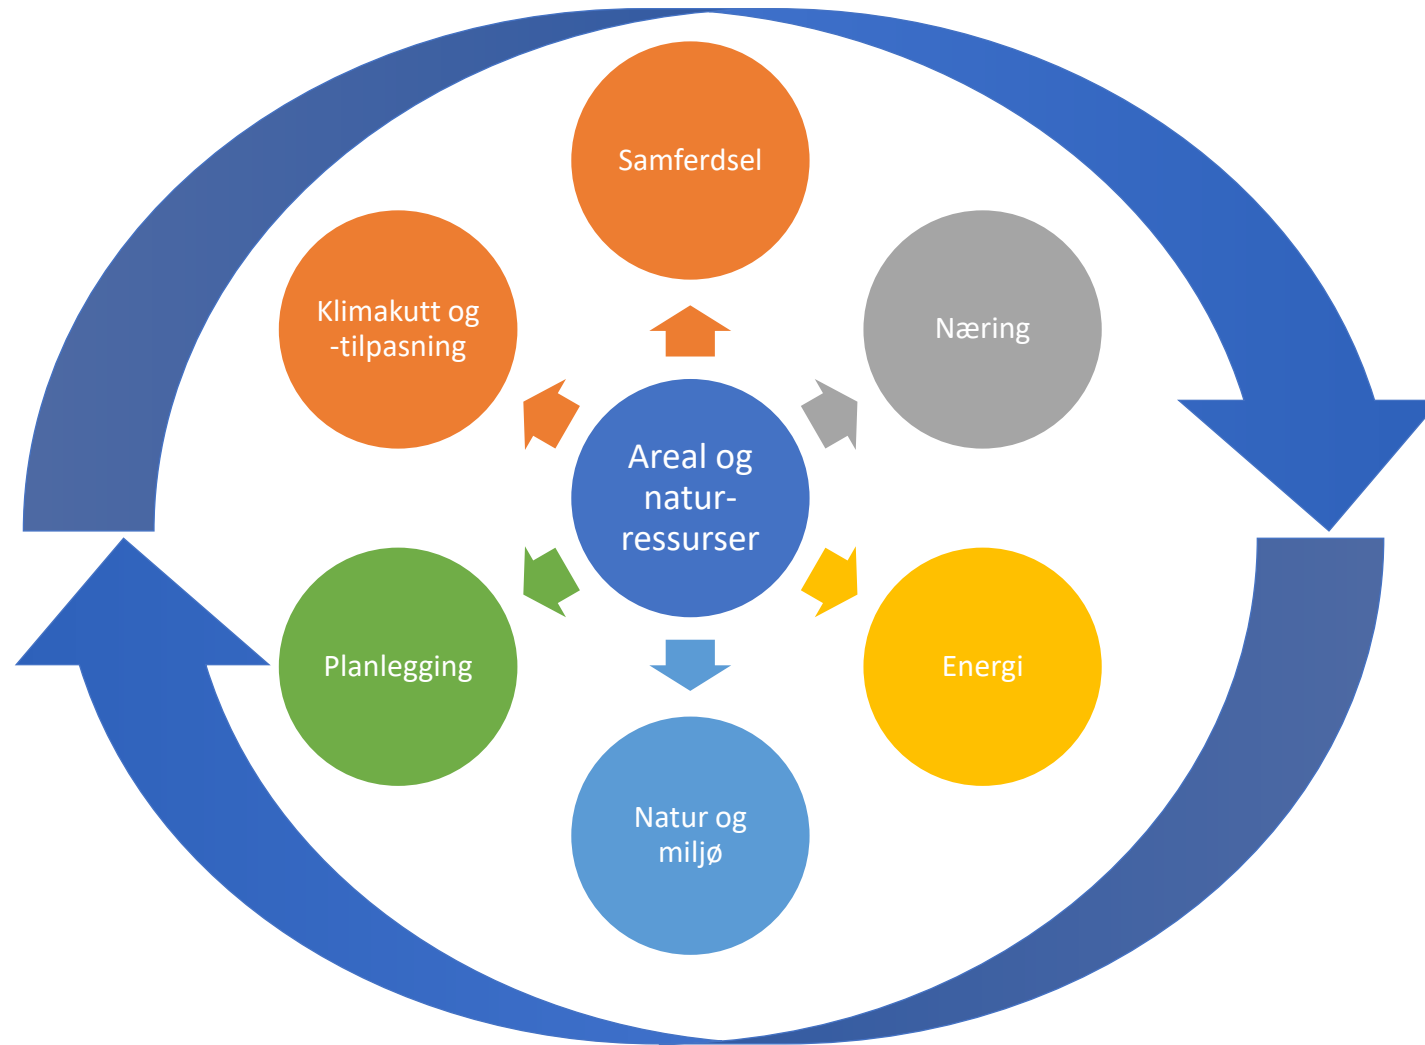 Samferdsel
Klimakutt og
-tilpasning
Næring
Areal og
natur-
ressurser
Planlegging
Energi
Natur og
miljø